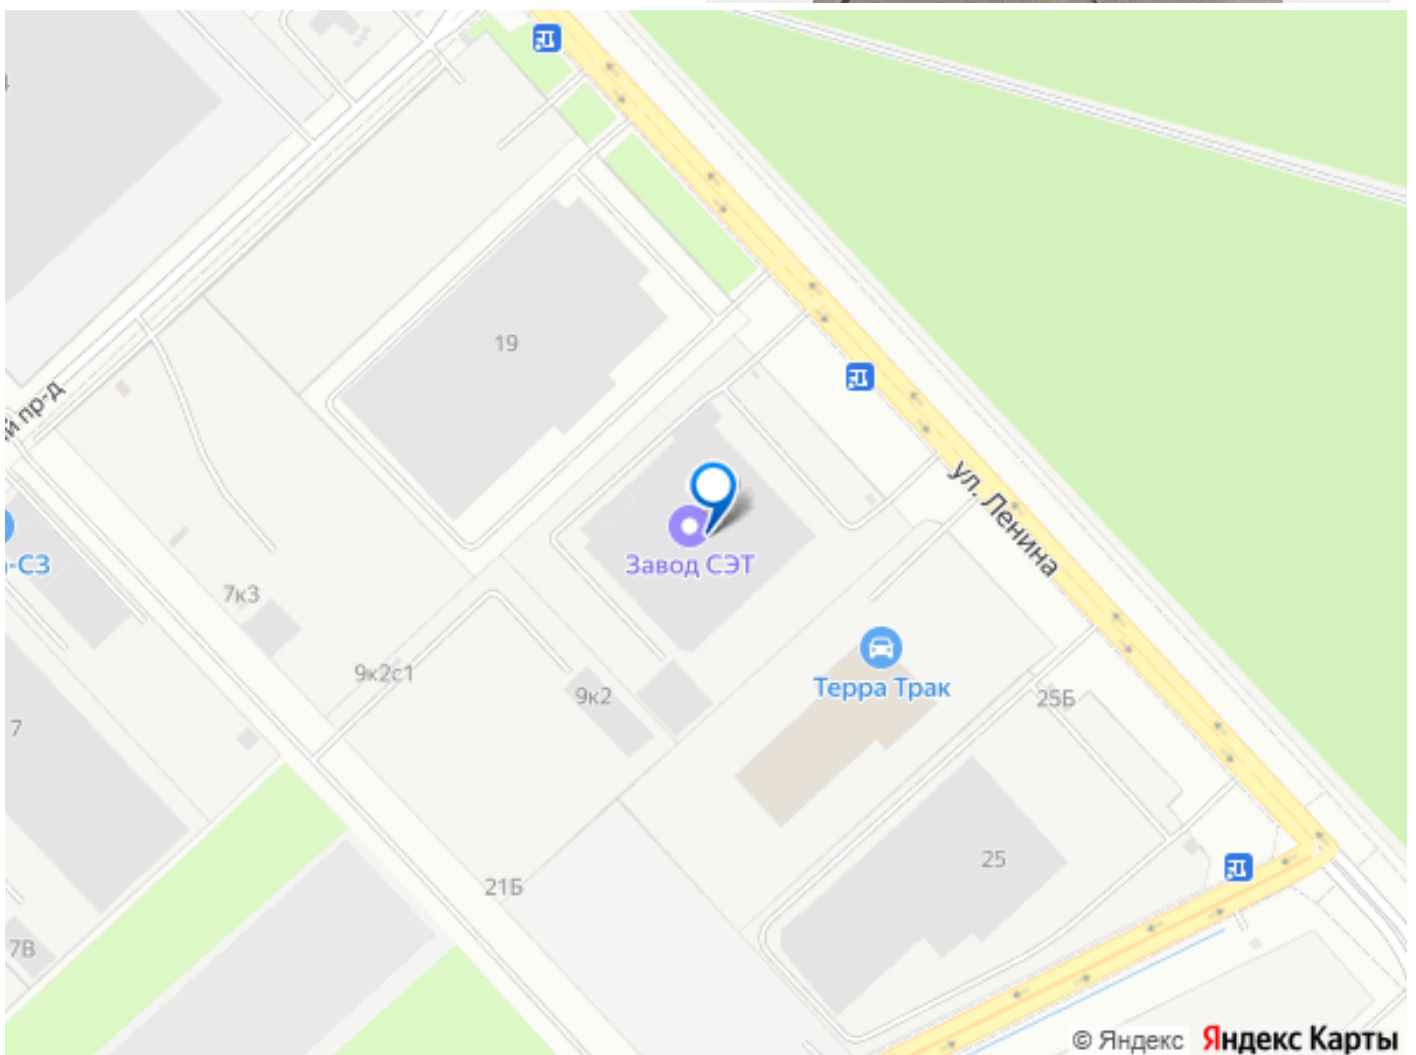 19
ул. Ленина
Завод СЭТ
-СЗ
7к3
9к2с1
9к2
Терра Трак
25Б
7
25
21Б
7В
й пр-д
© Яндекс Яндекс Карты